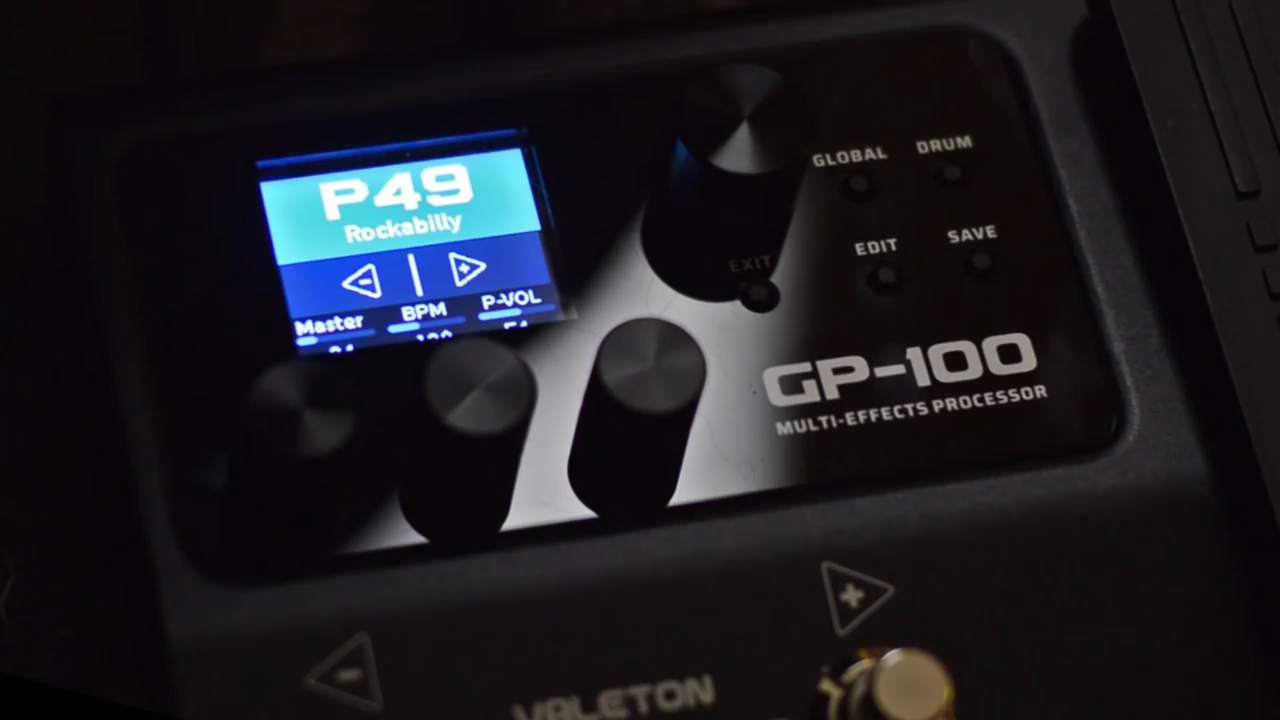 P49
Rockabilly
Master BPM P-VOL
GLOBAL DRUM
EXIT EDIT SAVE
GP-100
MULTI-EFFECTS PROCESSOR
VALETON